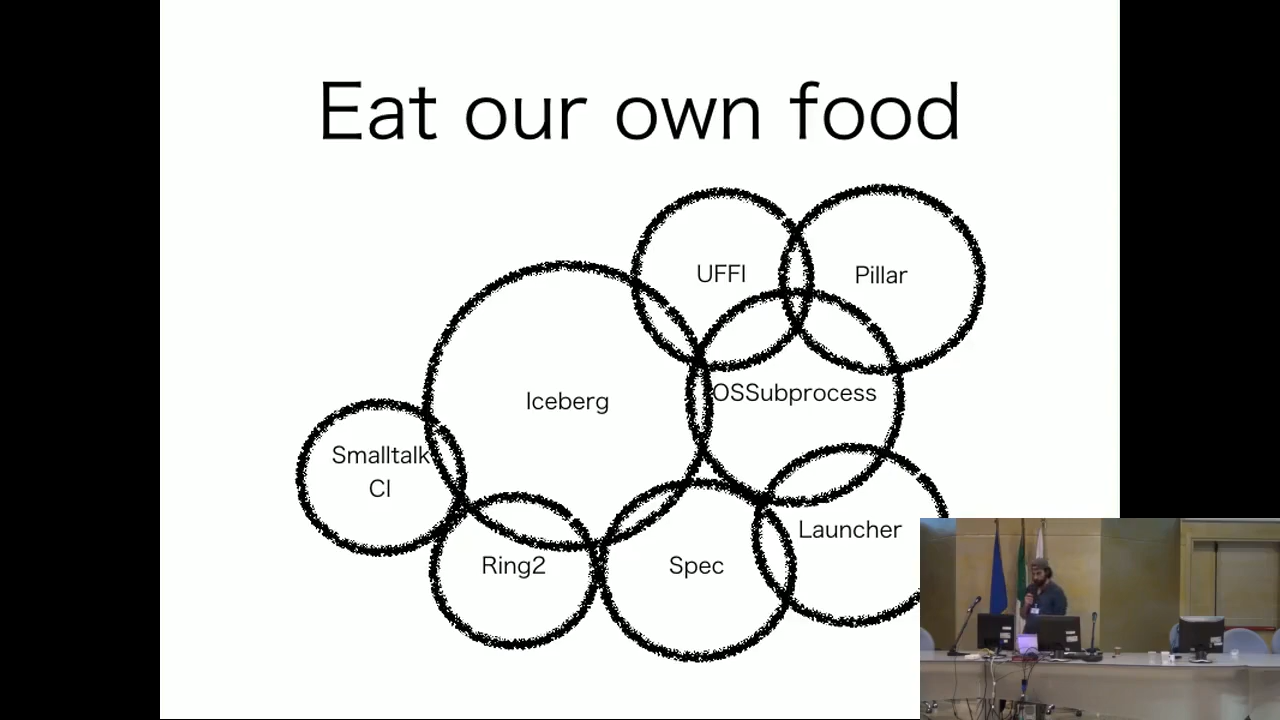 Eat our own food
UFFI
Pillar
Iceberg
OSSubprocess
Smalltalk
CI
Launcher
Ring2
Spec